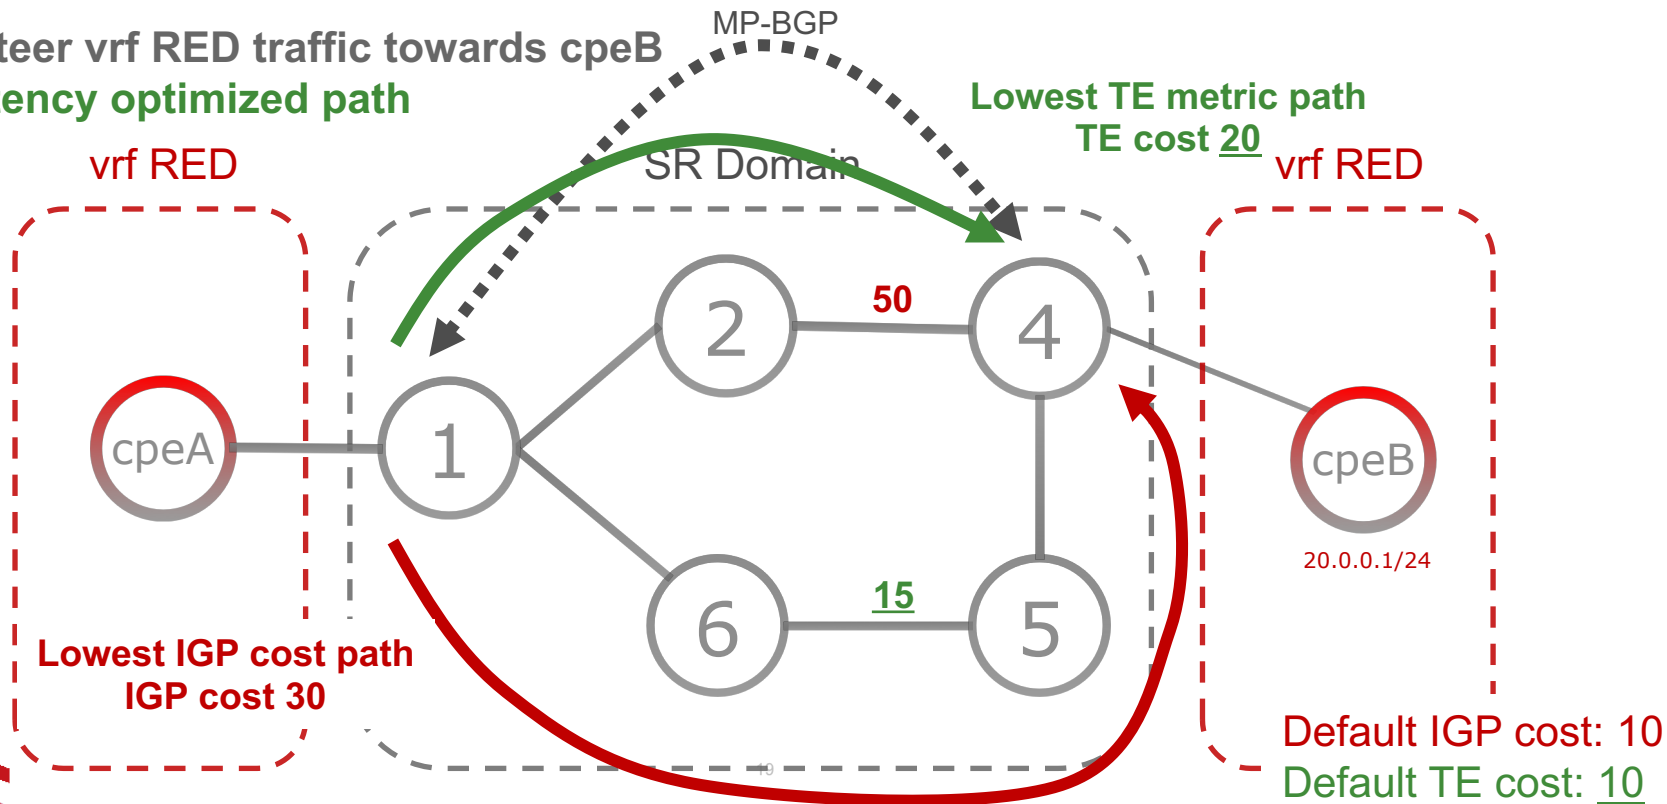 MP-BGP
teer vrf RED traffic towards cpeB
tency optimized path
Lowest TE metric path
TE cost 20
vrf RED
SR Domain
vrf RED
50
2
4
cpeA
1
cpeB
20.0.0.1/24
15
6
5
Lowest IGP cost path
IGP cost 30
Default IGP cost: 10
19
Default TE cost: 10